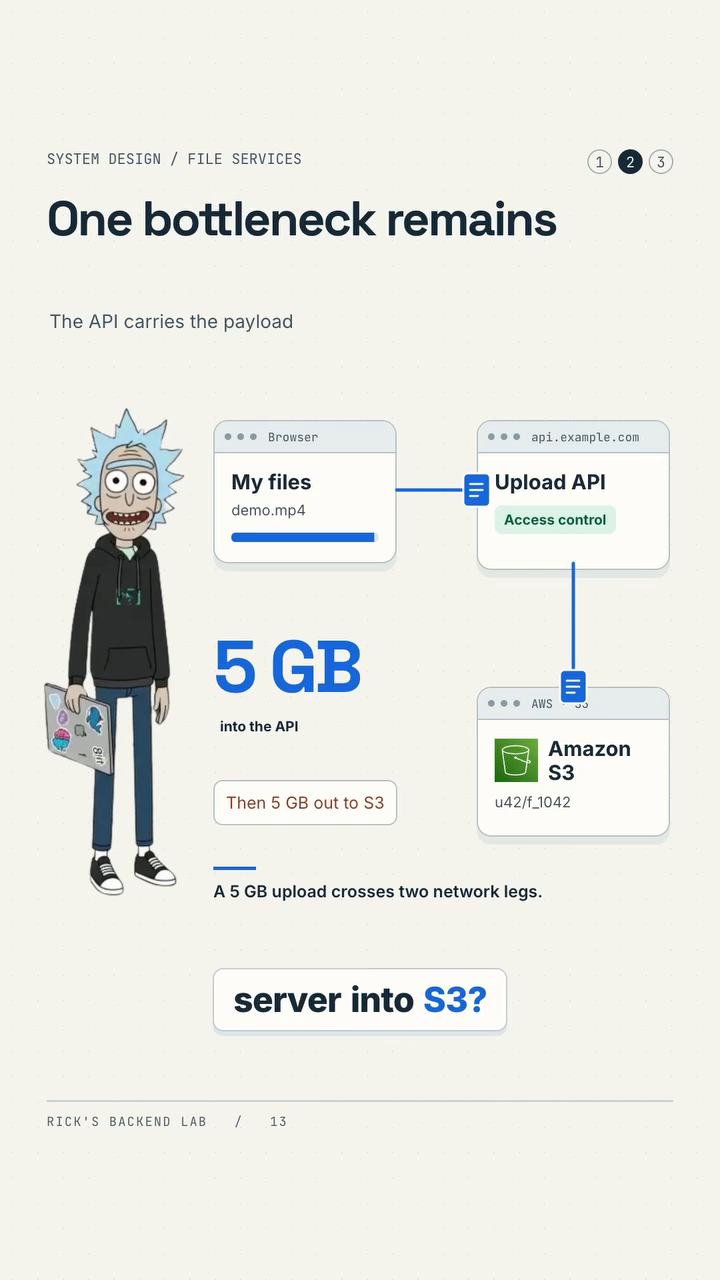 SYSTEM DESIGN / FILE SERVICES
1 2 3
One bottleneck remains
The API carries the payload
Browser
My files
demo.mp4
api.example.com
Upload API
Access control
5 GB
into the API
Then 5 GB out to S3
AWS
Amazon
S3
u42/f_1042
A 5 GB upload crosses two network legs.
server into S3?
RICK'S BACKEND LAB / 13